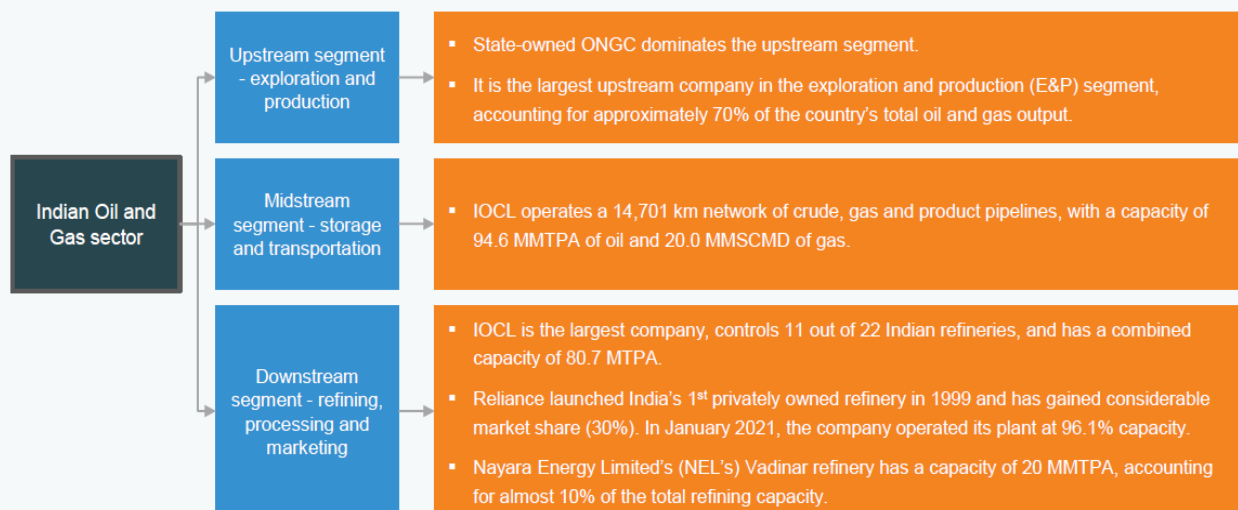 Indian Oil and
Gas sector
Upstream segment
- exploration and
production
▪ State-owned ONGC dominates the upstream segment.
▪ It is the largest upstream company in the exploration and production (E&P) segment,
accounting for approximately 70% of the country's total oil and gas output.
Midstream
segment - storage
and transportation
▪ IOCL operates a 14,701 km network of crude, gas and product pipelines, with a capacity of
94.6 MMTPA of oil and 20.0 MMSCMD of gas.
Downstream
segment - refining,
processing and
marketing
▪ IOCL is the largest company, controls 11 out of 22 Indian refineries, and has a combined
capacity of 80.7 MTPA.
▪ Reliance launched India's 1st privately owned refinery in 1999 and has gained considerable
market share (30%). In January 2021, the company operated its plant at 96.1% capacity.
▪ Nayara Energy Limited's (NEL's) Vadinar refinery has a capacity of 20 MMTPA, accounting
for almost 10% of the total refining capacity.